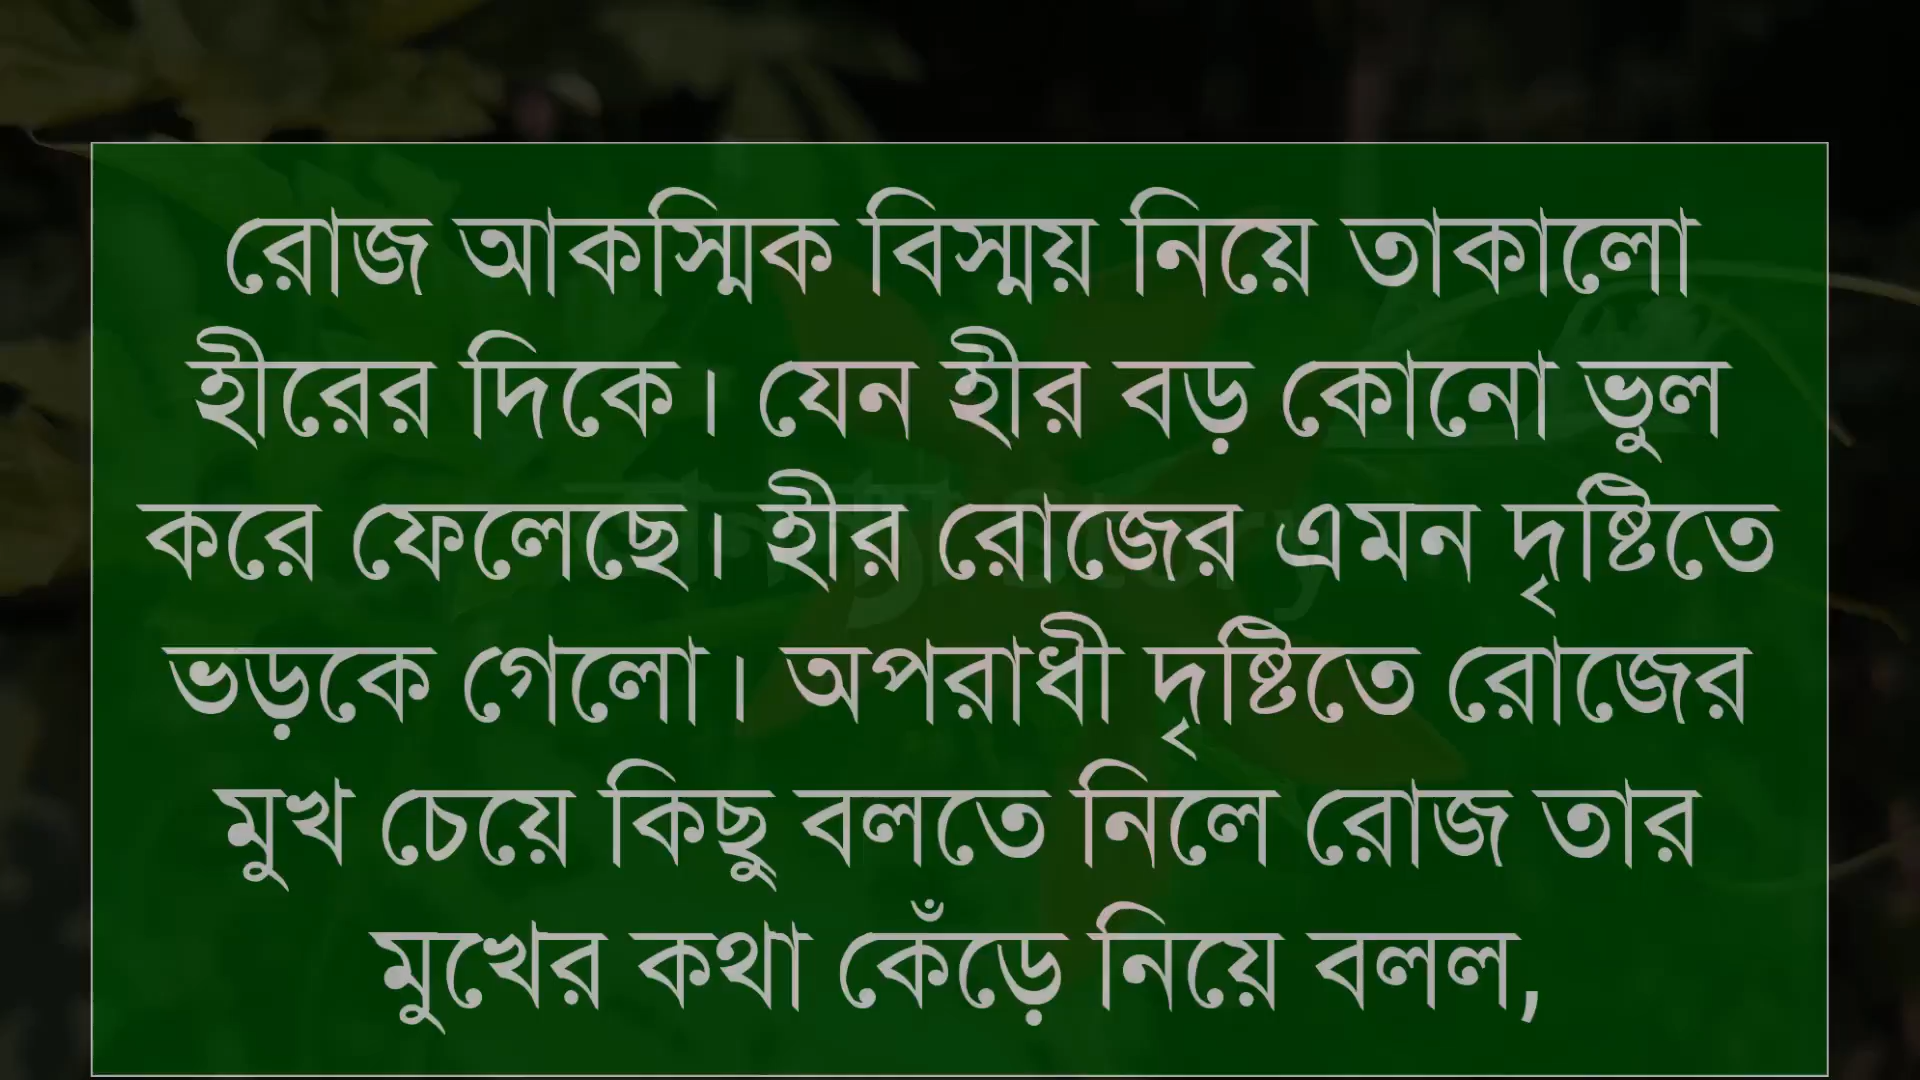 রোজ আকস্মিক বিস্ময় নিয়ে তাকালো
হীরের দিকে। যেন হীর বড় কোনো ভুল
করে ফেলেছে। হীর রোজের এমন দৃষ্টিতে
ভড়কে গেলো। অপরাধী দৃষ্টিতে রোজের
মুখ চেয়ে কিছু বলতে নিলে রোজ তার
মুখের কথা কেঁড়ে নিয়ে বলল,